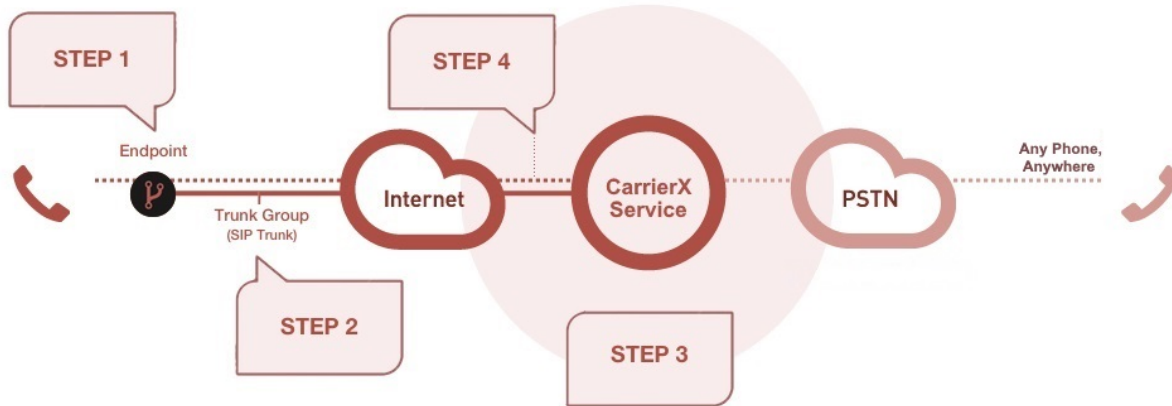 STEP 1
STEP 4
Endpoint
Any Phone,
Anywhere
Internet
CarrierX
Service
PSTN
Trunk Group
(SIP Trunk)
STEP 2
STEP 3